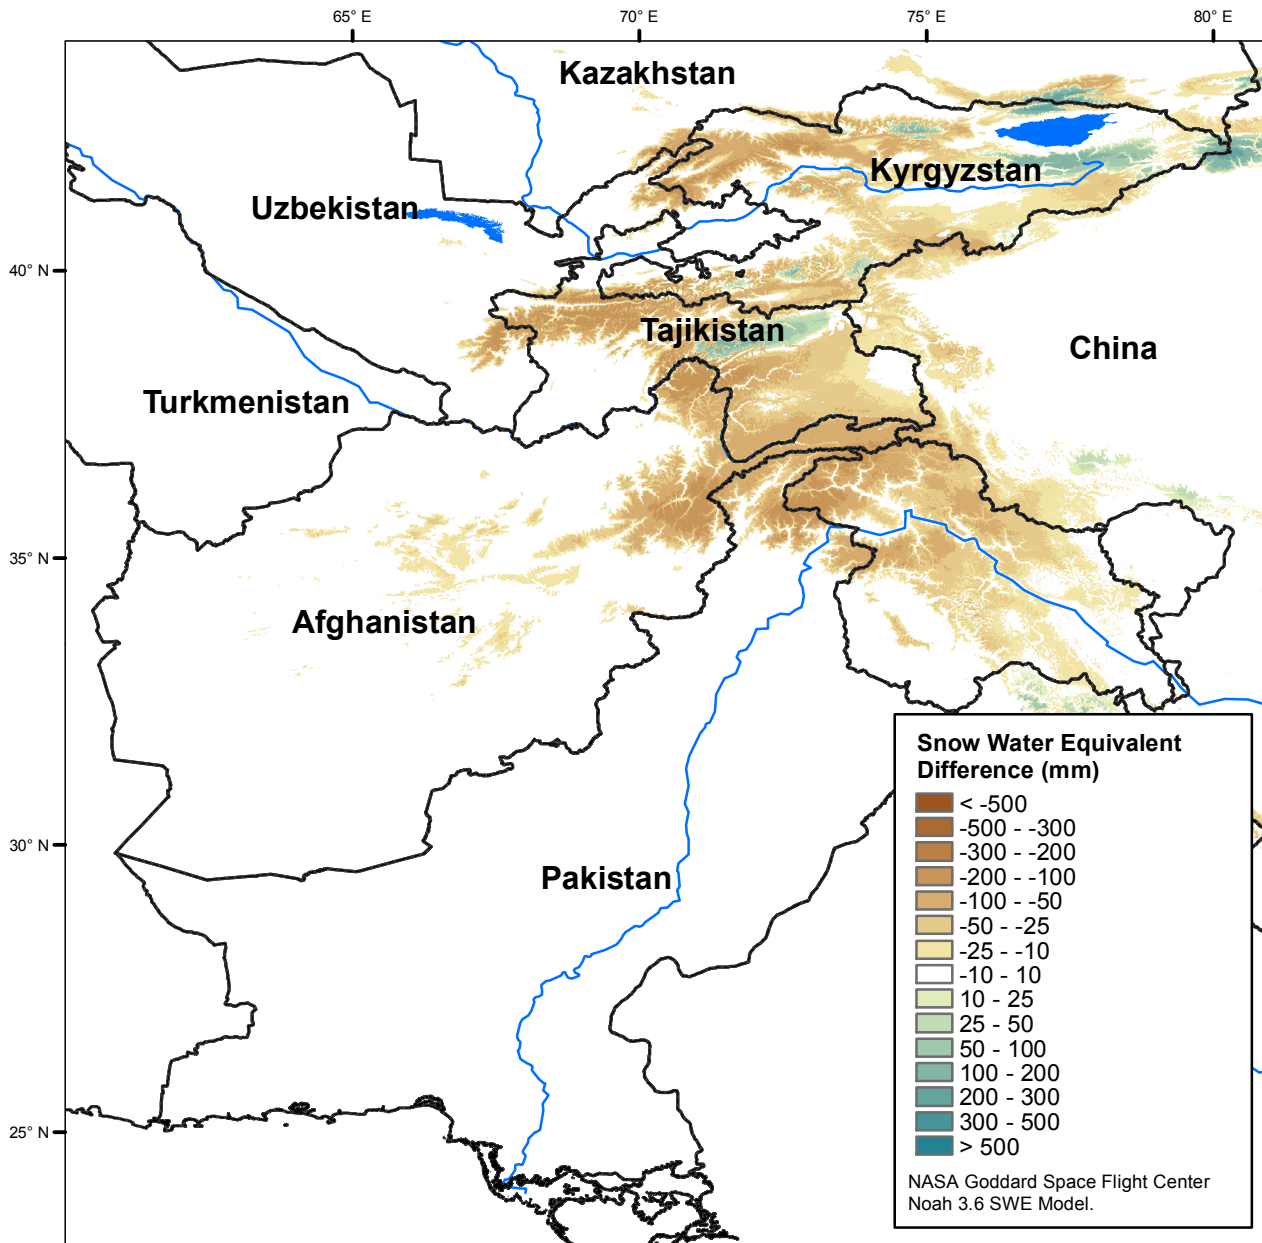 65° E
70° E
75° E
80° E
Kazakhstan
Kyrgyzstan
Uzbekistan
40° N
Tajikistan
China
Turkmenistan
35° N
Afghanistan
Snow Water Equivalent
Difference (mm)
< -500
-500 - -300
-300 - -200
-200 - -100
-100 - -50
-50 - -25
-25 - -10
-10 - 10
10 - 25
25 - 50
50 - 100
100 - 200
200 - 300
300 - 500
> 500
NASA Goddard Space Flight Center
Noah 3.6 SWE Model.
30° N
Pakistan
25° N